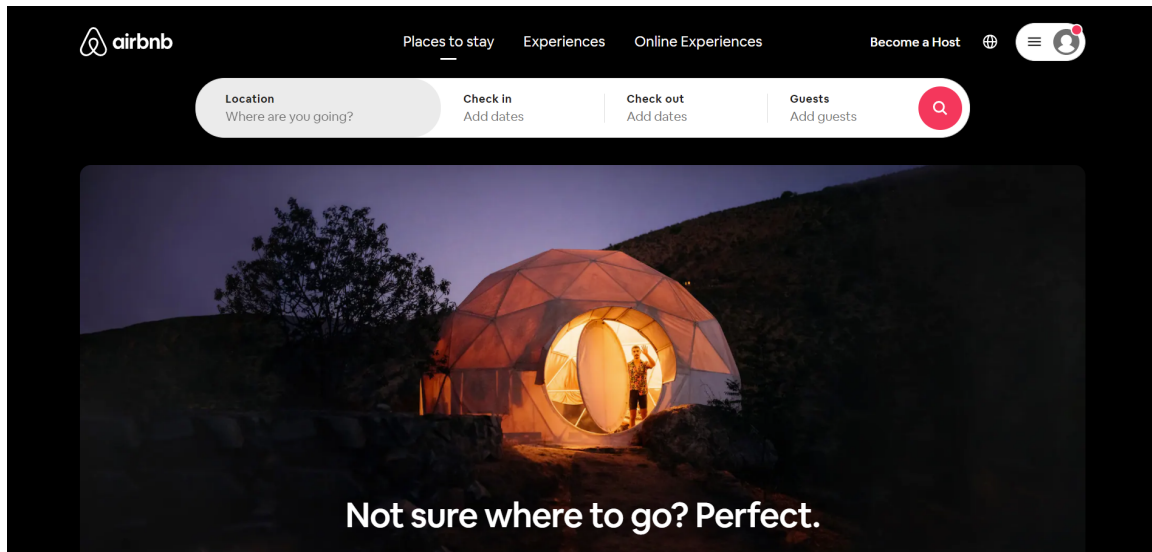 airbnb
Places to stay Experiences Online Experiences
Become a Host
Location Check in Check out Guests
Where are you going? Add dates Add dates Add guests
Not sure where to go? Perfect.